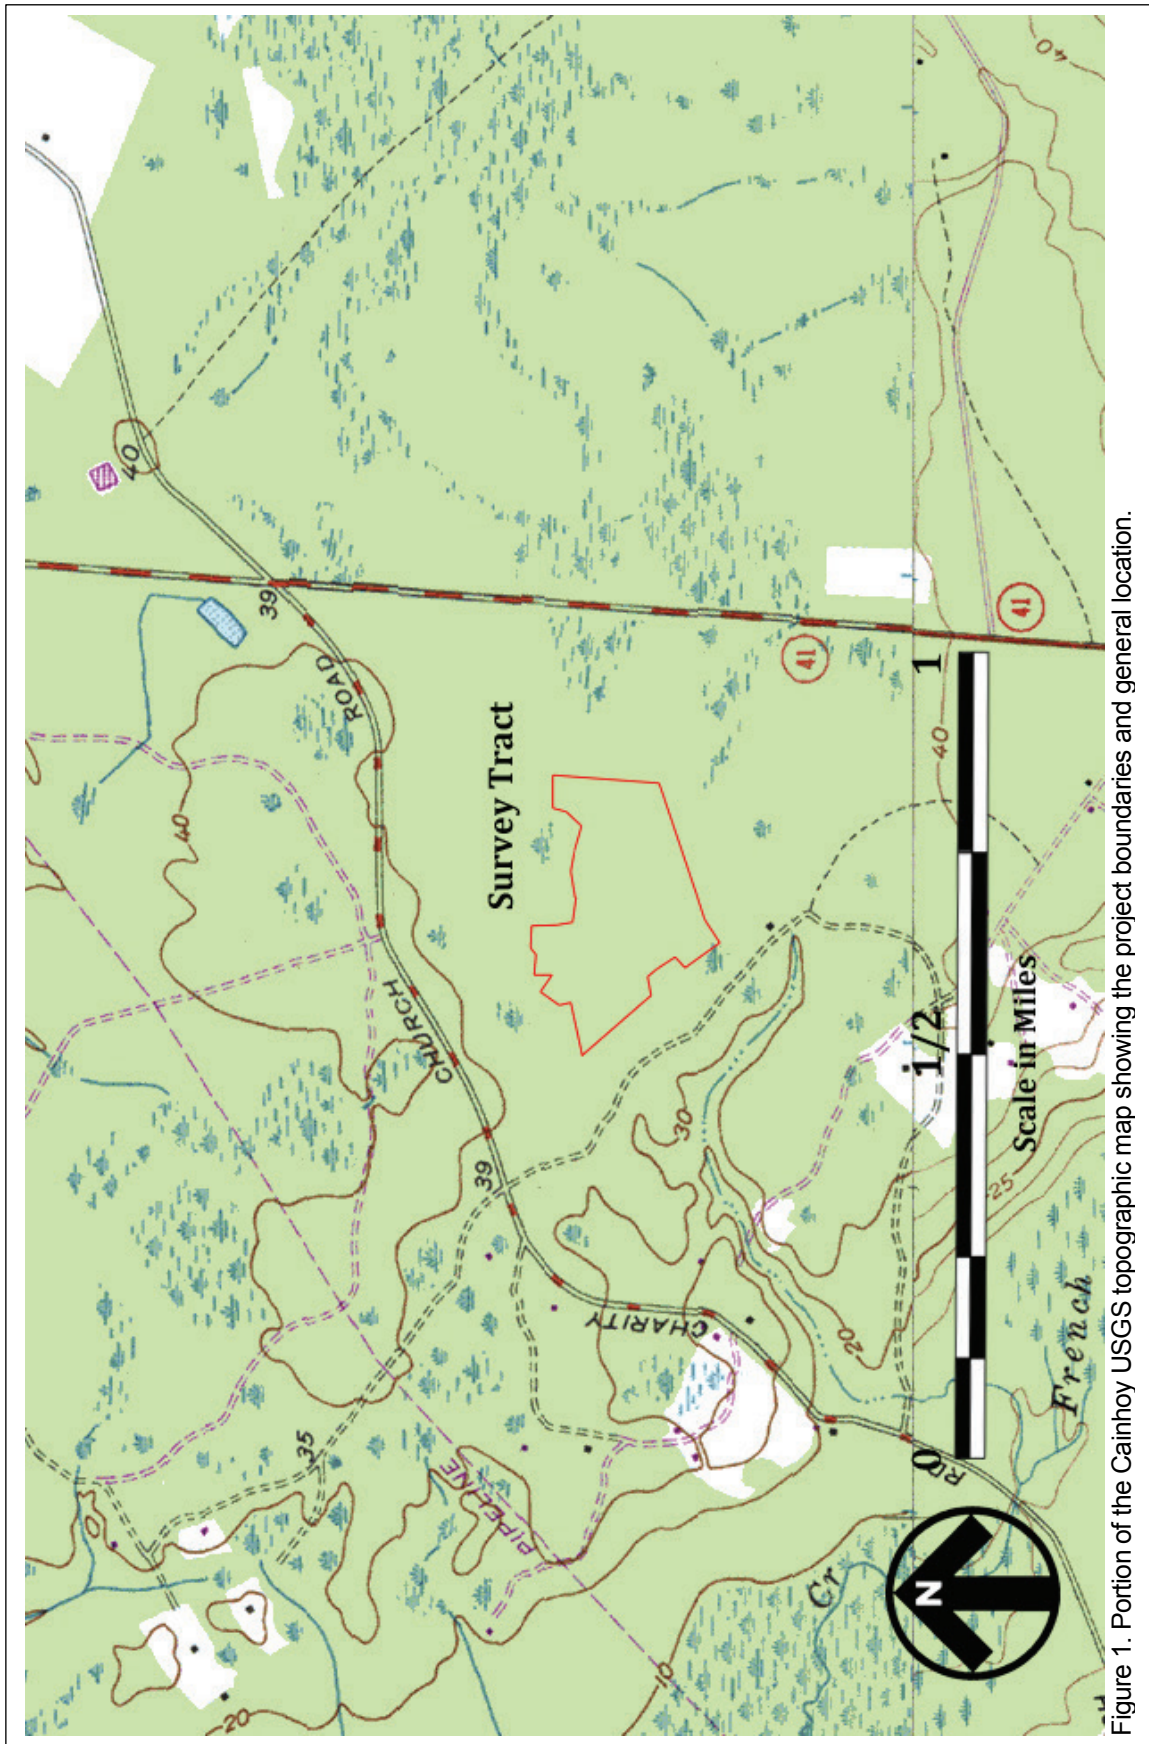 40
40
39
ROAD
40
Survey Tract
41
41
40
CHURCH
39
30
CHARITY
35
PIPELINE
20
25
RD
French
Cr
10
20
0
1/2
1
Scale in Miles
N
Figure 1. Portion of the Cainhoy USGS topographic map showing the project boundaries and general location.